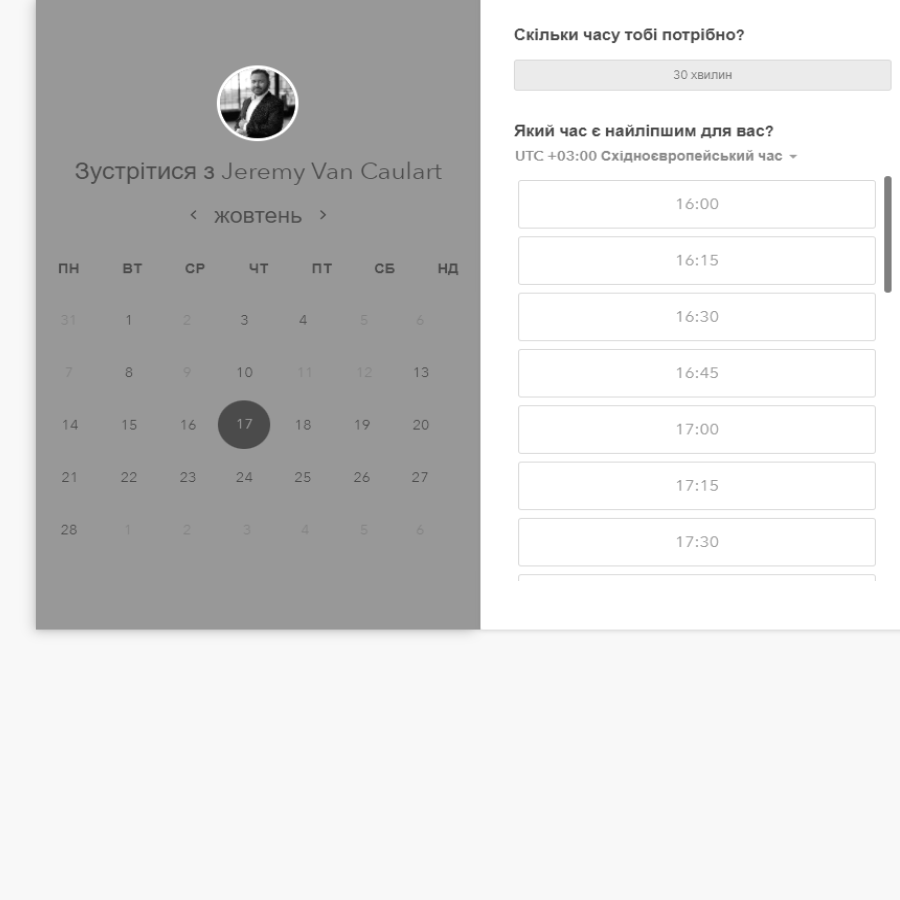 Зустрітися з Jeremy Van Caulart
жовтень
ПН ВТ СР ЧТ ПТ СБ НД
31 1 2 3 4 5 6
7 8 9 10 11 12 13
14 15 16 17 18 19 20
21 22 23 24 25 26 27
28 1 2 3 4 5 6
Скільки часу тобі потрібно?
30 хвилин
Який час є найліпшим для вас?
UTC +03:00 Східноєвропейський час
16:00
16:15
16:30
16:45
17:00
17:15
17:30